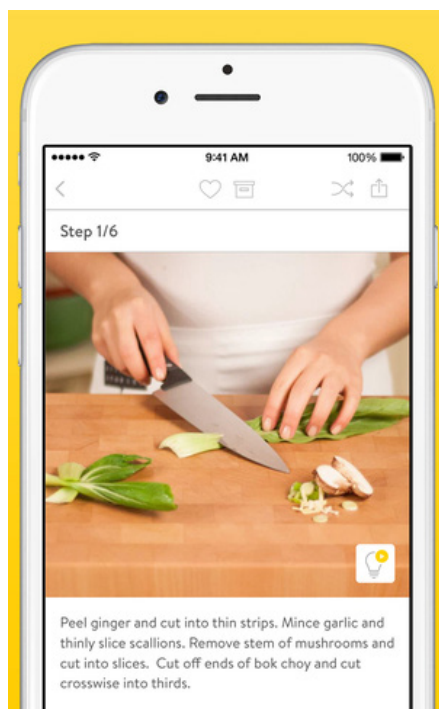 9:41 AM
100%
Step 1/6
Peel ginger and cut into thin strips. Mince garlic and
thinly slice scallions. Remove stem of mushrooms and
cut into slices.  Cut off ends of bok choy and cut
crosswise into thirds.